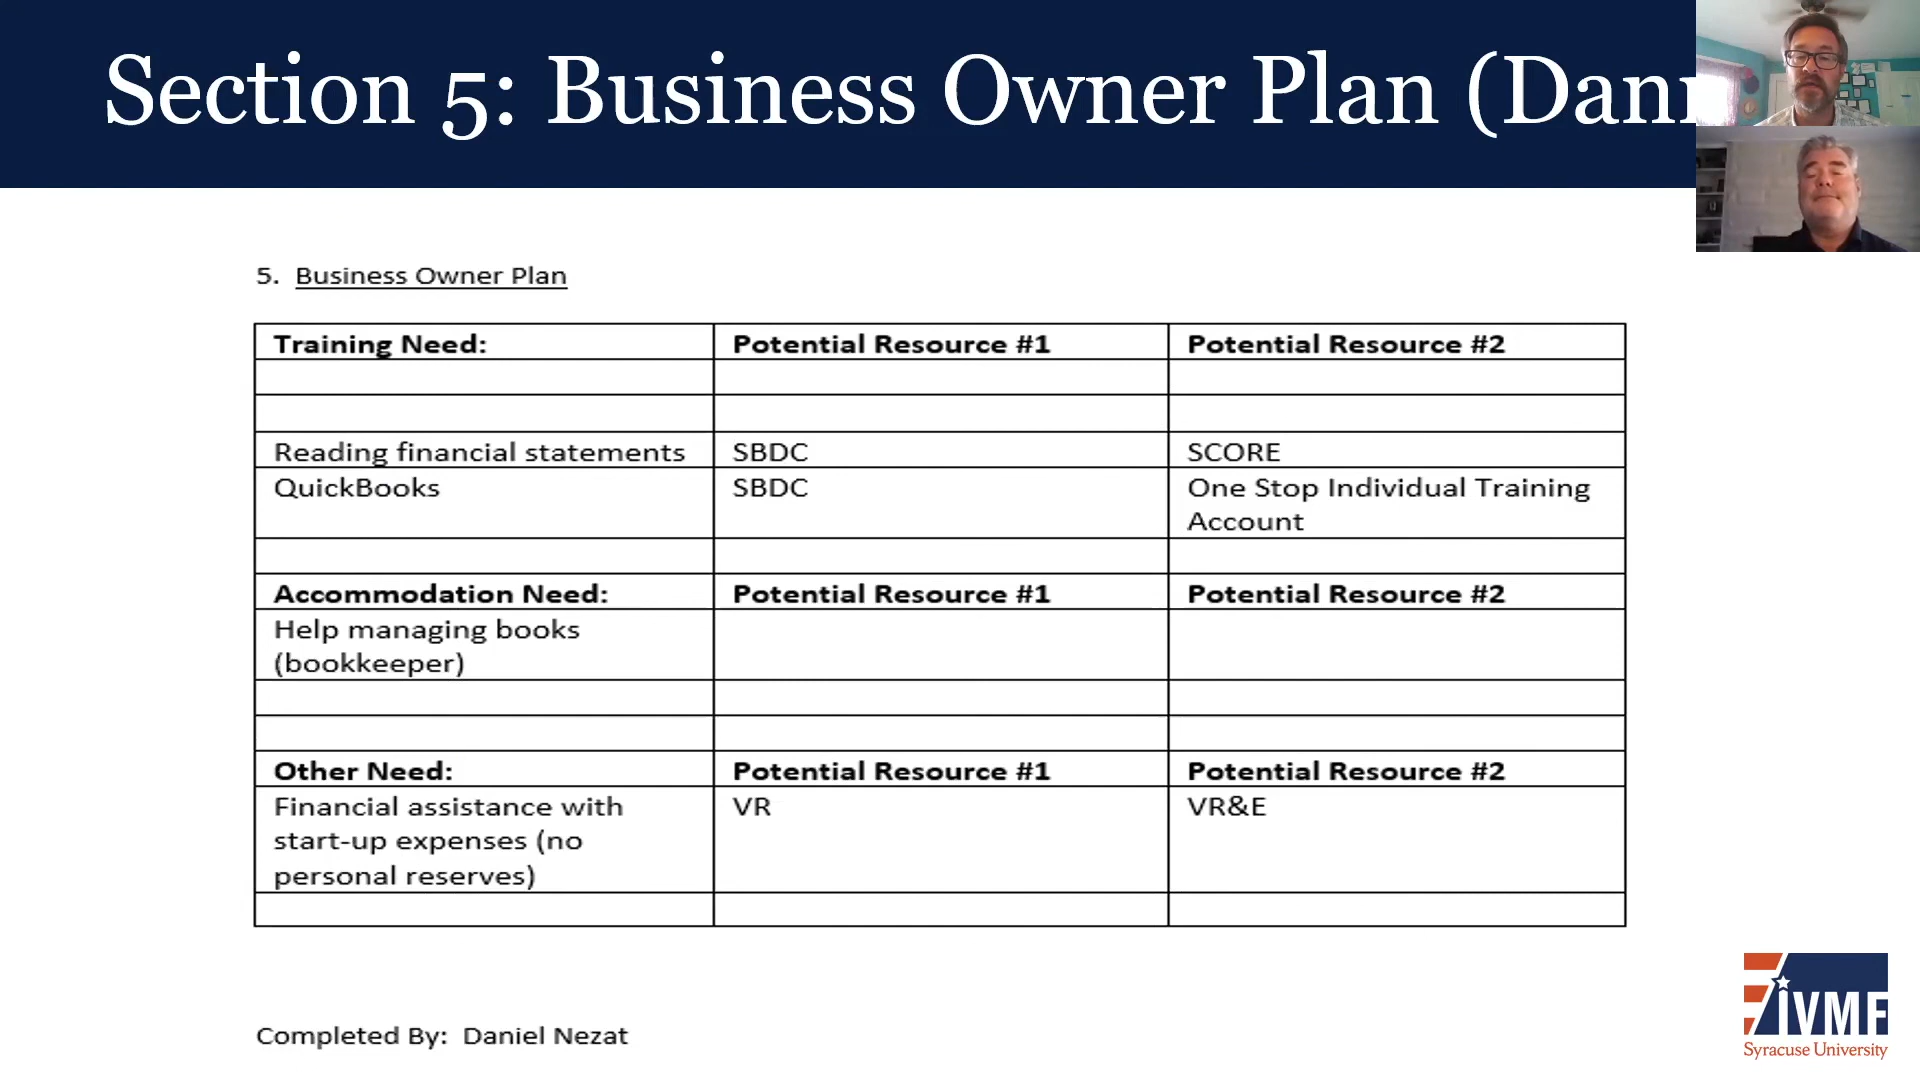 Section 5: Business Owner Plan (Dan
5. Business Owner Plan
Training Need: Potential Resource #1 Potential Resource #2
Reading financial statements SBDC SCORE
QuickBooks SBDC One Stop Individual Training
Account
Accommodation Need: Potential Resource #1 Potential Resource #2
Help managing books
(bookkeeper)
Other Need: Potential Resource #1 Potential Resource #2
Financial assistance with VR VR&E
start-up expenses (no
personal reserves)
Completed By: Daniel Nezat
IVMF
Syracuse University